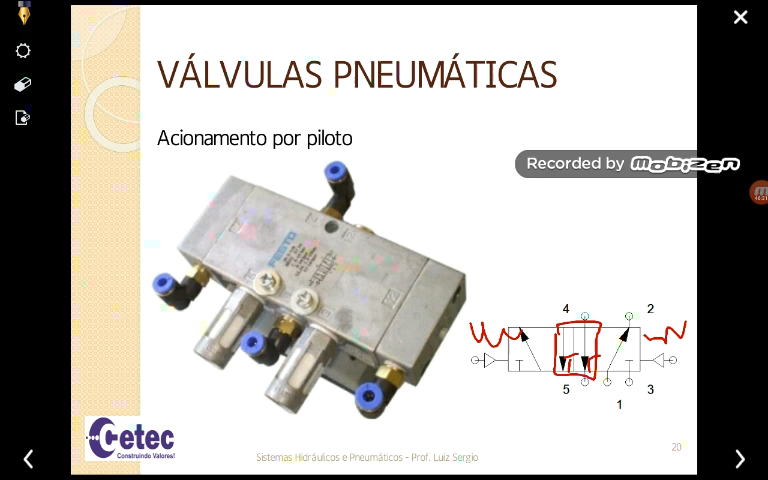 VÁLVULAS PNEUMÁTICAS
Acionamento por piloto
Recorded by mobizen
FESTO
4 2
5 3
1
etec
Construindo Valores!
Sistemas Hidráulicos e Pneumáticos - Prof. Luiz Sergio
20